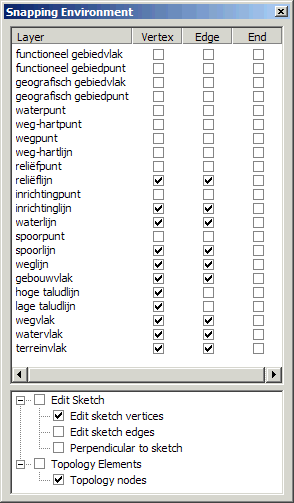 Snapping Environment
Layer Vertex Edge End
functioneel gebiedvlak
functioneel gebiedpunt
geografisch gebiedvlak
geografisch gebiedpunt
waterpunt
weg-hartpunt
wegpunt
weg-hartlijn
reliëfpunt
reliëflijn
inrichtingpunt
inrichtinglijn
waterlijn
spoorpunt
spoorlijn
weglijn
gebouwvlak
hoge taludlijn
lage taludlijn
wegvlak
watervlak
terreinvlak
Edit Sketch
Edit sketch vertices
Edit sketch edges
Perpendicular to sketch
Topology Elements
Topology nodes